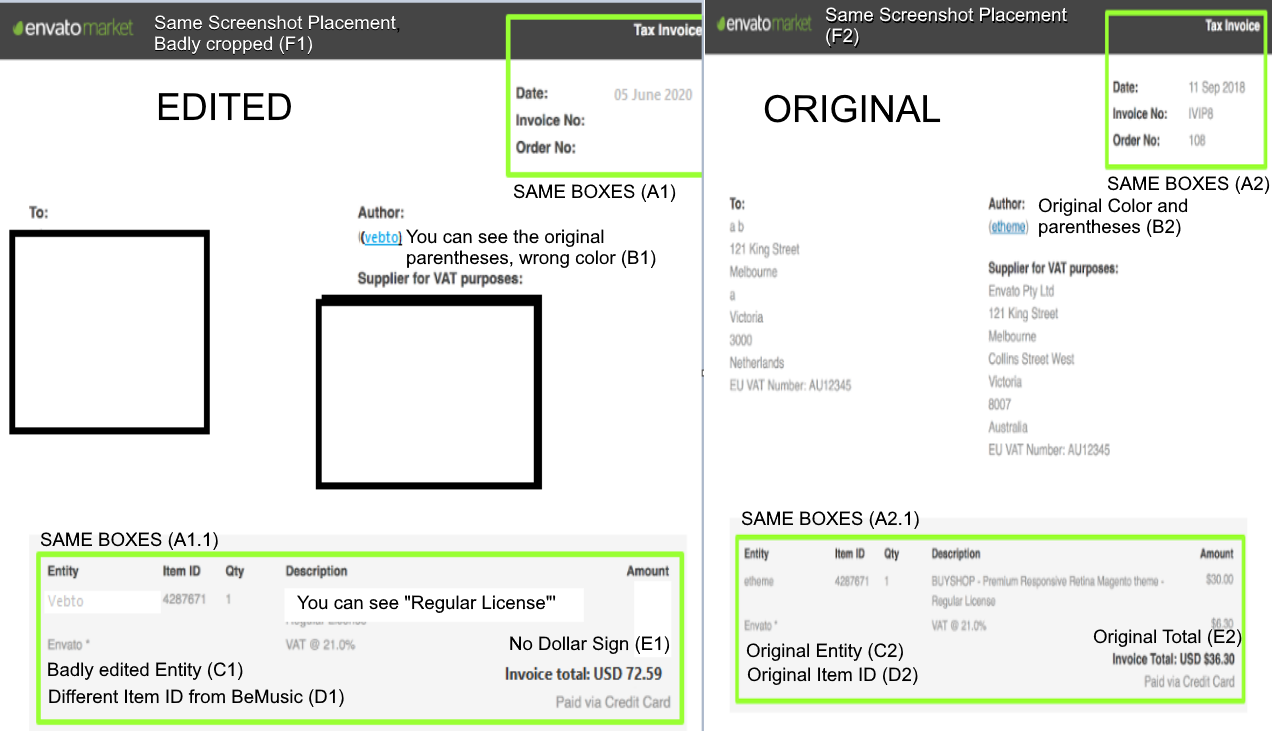 envatomarket
Same Screenshot Placement,
Badly cropped (F1)
Tax Invoice
EDITED
Date: 05 June 2020
Invoice No:
Order No:
SAME BOXES (A1)
To:
Author:
(vebto) You can see the original
parentheses, wrong color (B1)
Supplier for VAT purposes:
SAME BOXES (A1.1)
Entity Item ID Qty Description Amount
Vebto 4287671 1 You can see "Regular License"'
Regular License
Envato * VAT @ 21.0% No Dollar Sign (E1)
Badly edited Entity (C1) Invoice total: USD 72.59
Different Item ID from BeMusic (D1) Paid via Credit Card
envatomarket
Same Screenshot Placement
(F2)
Tax Invoice
ORIGINAL
Date: 11 Sep 2018
Invoice No: IVIP8
Order No: 108
SAME BOXES (A2)
To:
a b
121 King Street
Melbourne
a
Victoria
3000
Netherlands
EU VAT Number: AU12345
Author: Original Color and
(etheme) parentheses (B2)
Supplier for VAT purposes:
Envato Pty Ltd
121 King Street
Melbourne
Collins Street West
Victoria
8007
Australia
EU VAT Number: AU12345
SAME BOXES (A2.1)
Entity Item ID Qty Description Amount
etheme 4287671 1 BUYSHOP - Premium Responsive Retina Magento theme - $30.00
Regular License
Envato * VAT @ 21.0% $6.30
Original Total (E2)
Original Entity (C2) Invoice Total: USD $36.30
Original Item ID (D2) Paid via Credit Card